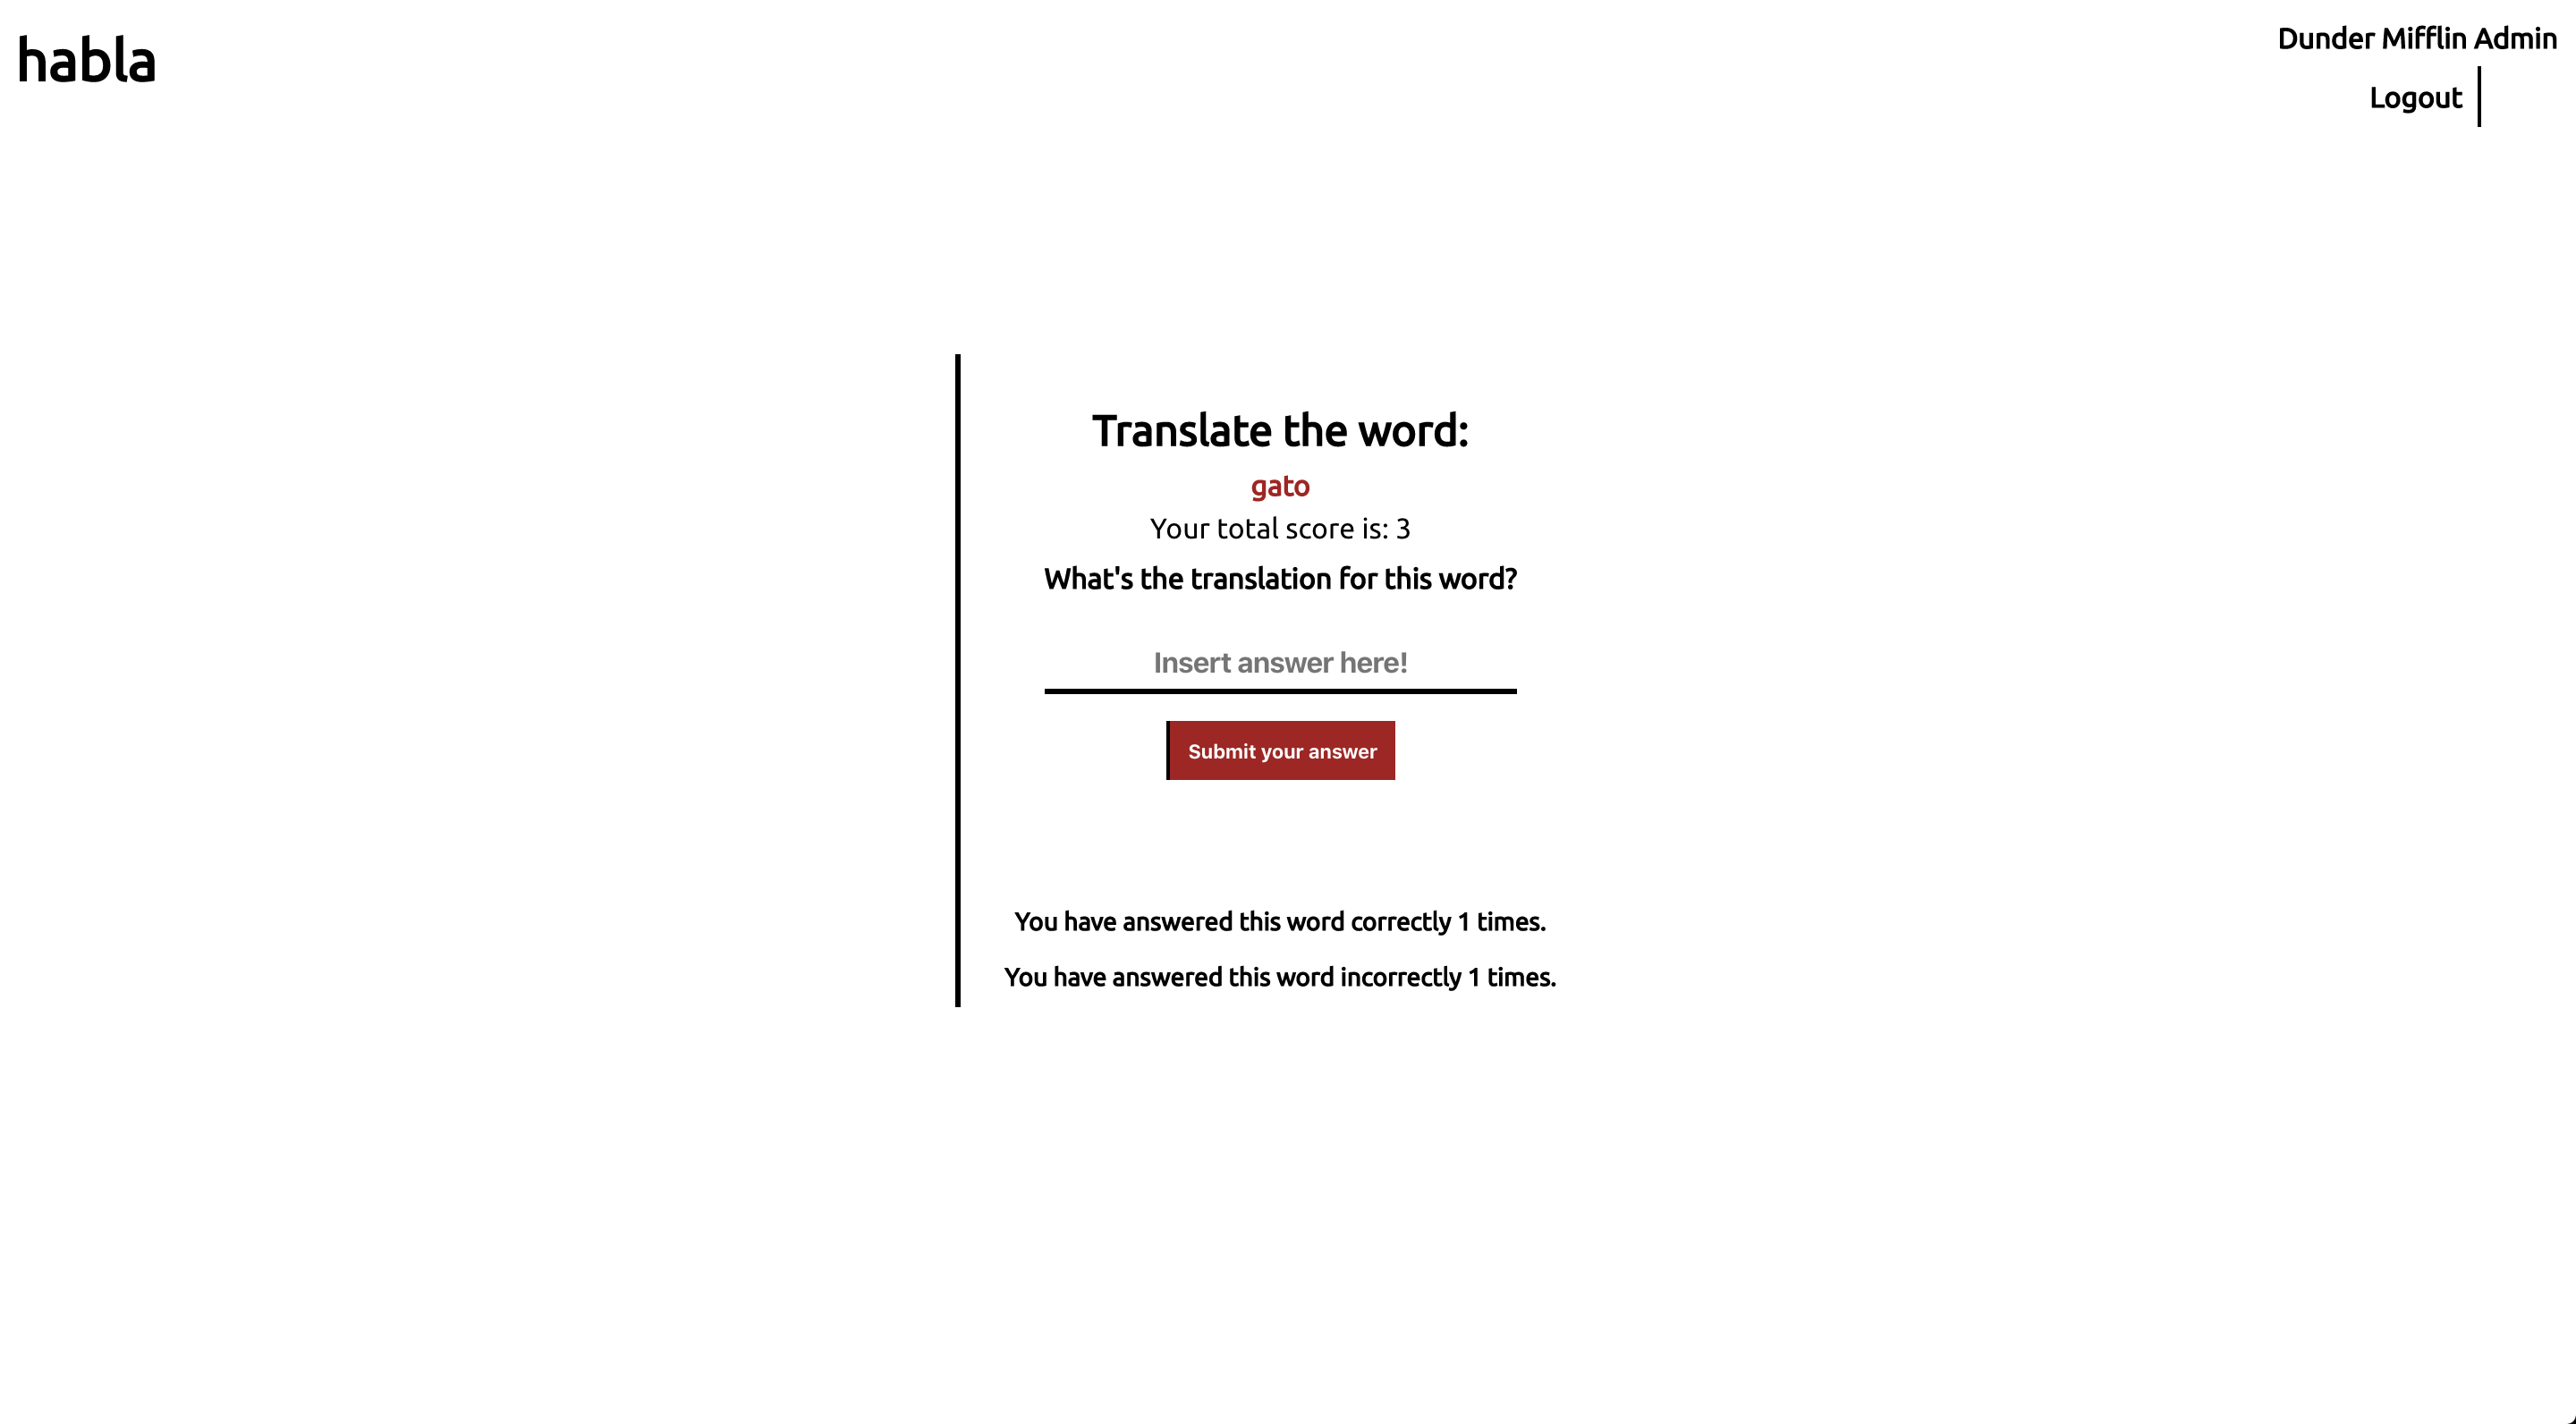 habla
Dunder Mifflin Admin
Logout
Translate the word:
gato
Your total score is: 3
What's the translation for this word?
Insert answer here!
Submit your answer
You have answered this word correctly 1 times.
You have answered this word incorrectly 1 times.